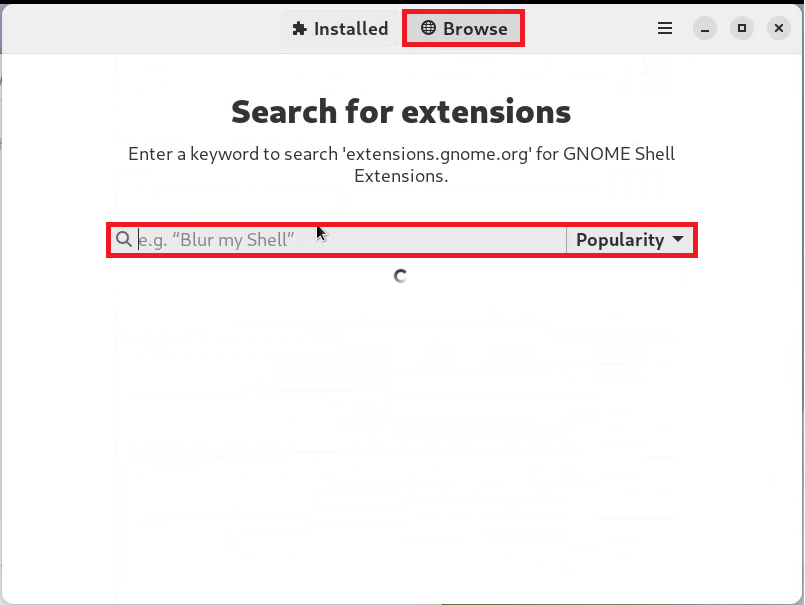 Installed
Browse
Search for extensions
Enter a keyword to search 'extensions.gnome.org' for GNOME Shell
Extensions.
e.g. “Blur my Shell”
Popularity